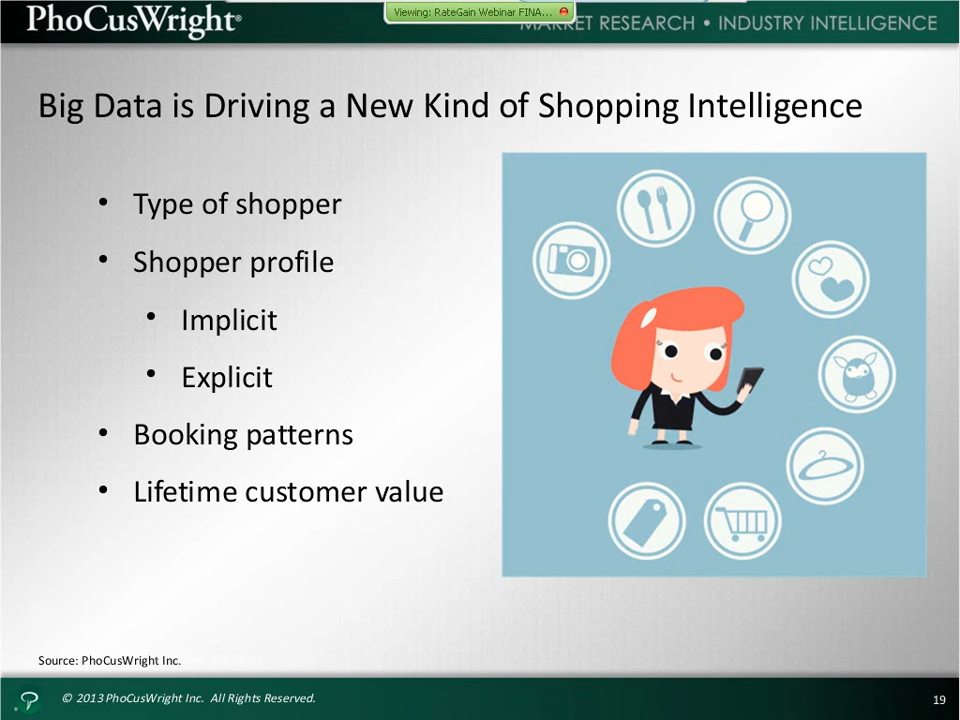 PhoCusWright®
Viewing: RateGain Webinar FINA...
MARKET RESEARCH • INDUSTRY INTELLIGENCE
Big Data is Driving a New Kind of Shopping Intelligence
• Type of shopper
• Shopper profile
• Implicit
• Explicit
• Booking patterns
• Lifetime customer value
Source: PhoCusWright Inc.
© 2013 PhoCusWright Inc. All Rights Reserved.
19